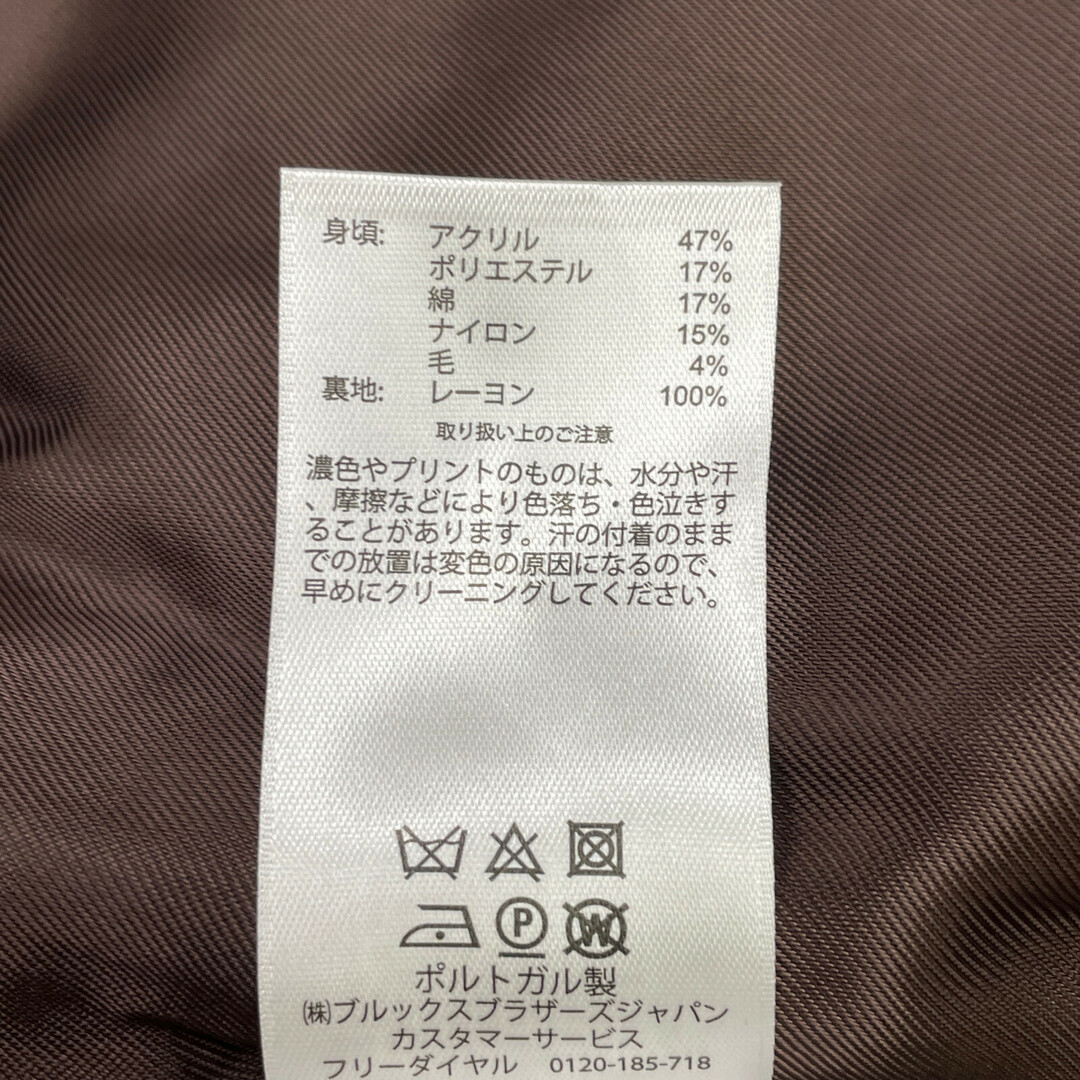 身頃: アクリル 47%
ポリエステル 17%
綿 17%
ナイロン 15%
毛 4%
裏地: レーヨン 100%
取り扱い上のご注意
濃色やプリントのものは、水分や汗
、摩擦などにより色落ち・色泣きす
ることがあります。汗の付着のまま
での放置は変色の原因になるので、
早めにクリーニングしてください。
P W
ポルトガル製
㈱ブルックスブラザーズジャパン
カスタマーサービス
フリーダイヤル 0120-185-718